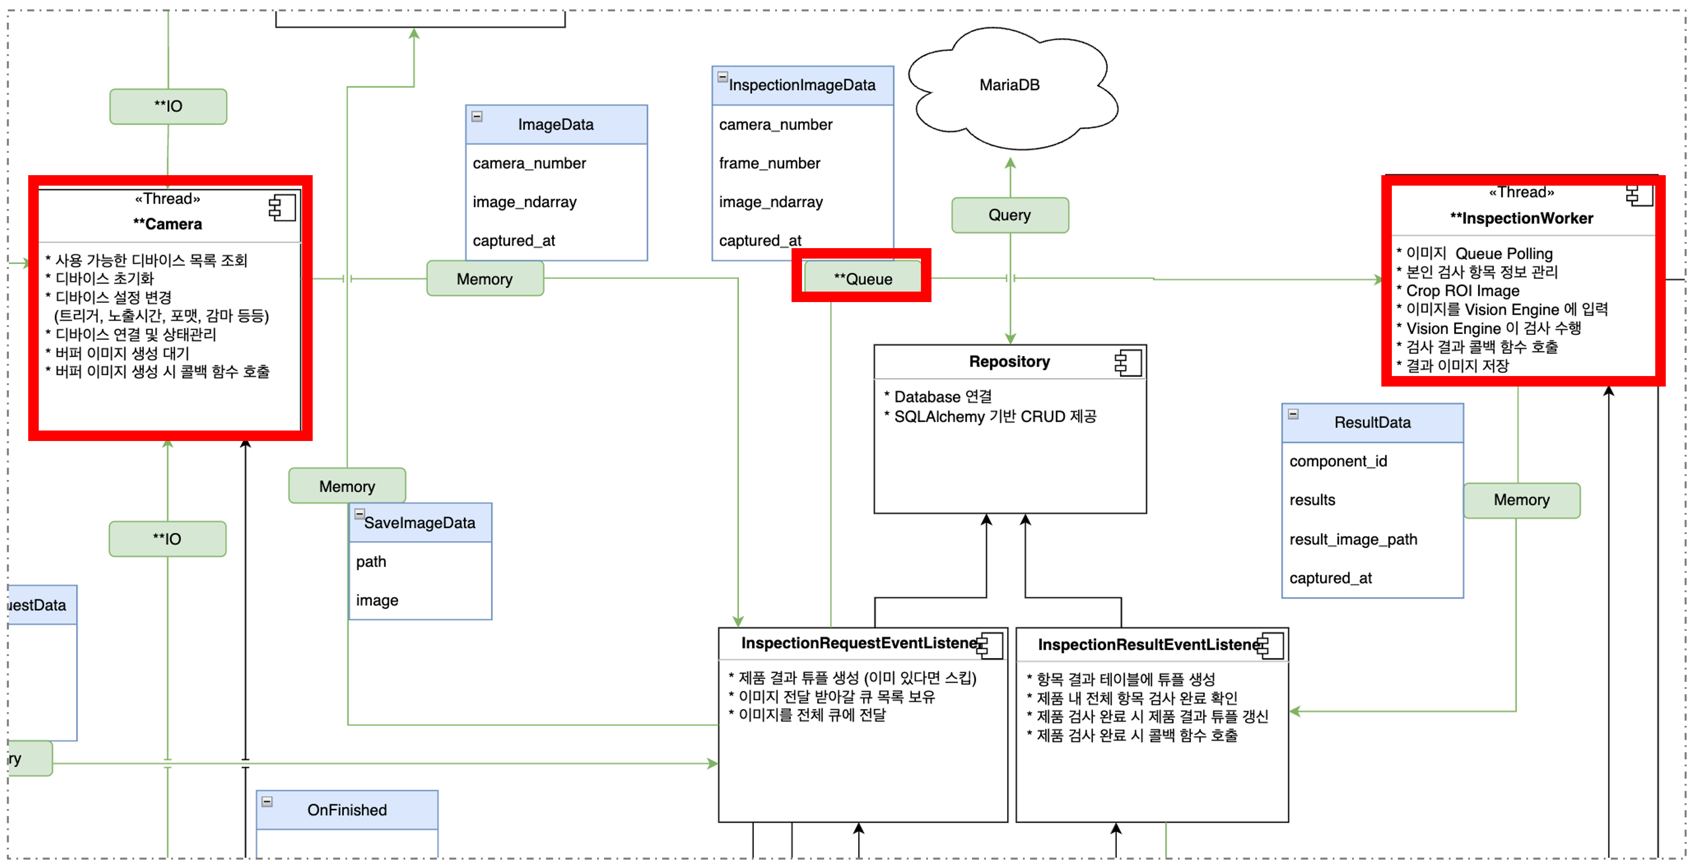 **IO
«Thread»
**Camera
* 사용 가능한 디바이스 목록 조회
* 디바이스 초기화
* 디바이스 설정 변경
(트리거, 노출시간, 포맷, 감마 등등)
* 디바이스 연결 및 상태관리
* 버퍼 이미지 생성 대기
* 버퍼 이미지 생성 시 콜백 함수 호출
ImageData
camera_number
image_ndarray
captured_at
Memory
InspectionImageData
camera_number
frame_number
image_ndarray
captured_at
**Queue
MariaDB
Query
Repository
* Database 연결
* SQLAlchemy 기반 CRUD 제공
«Thread»
**InspectionWorker
* 이미지 Queue Polling
* 본인 검사 항목 정보 관리
* Crop ROI Image
* 이미지를 Vision Engine 에 입력
* Vision Engine 이 검사 수행
* 검사 결과 콜백 함수 호출
* 결과 이미지 저장
ResultData
component_id
results
result_image_path
captured_at
Memory
Memory
SaveImageData
path
image
**IO
uestData
ry
InspectionRequestEventListene
* 제품 결과 튜플 생성 (이미 있다면 스킵)
* 이미지 전달 받아갈 큐 목록 보유
* 이미지를 전체 큐에 전달
InspectionResultEventListene
* 항목 결과 테이블에 튜플 생성
* 제품 내 전체 항목 검사 완료 확인
* 제품 검사 완료 시 제품 결과 튜플 갱신
* 제품 검사 완료 시 콜백 함수 호출
OnFinished